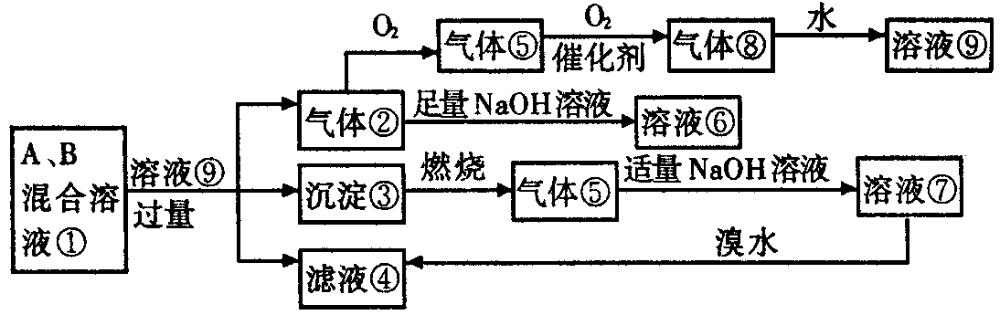 O₂
气体⑤
O₂
催化剂
气体⑧
水
溶液⑨
气体②
足量NaOH溶液
溶液⑥
A、B
混合溶
液①
溶液⑨
过量
沉淀③
燃烧
气体⑤
适量NaOH溶液
溶液⑦
滤液④
溴水